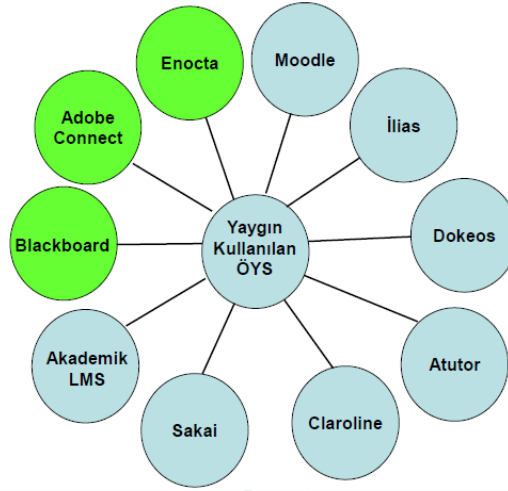 Enocta
Moodle
Adobe
Connect
İlias
Blackboard
Yaygın
Kullanılan
ÖYS
Dokeos
Akademik
LMS
Atutor
Sakai
Claroline